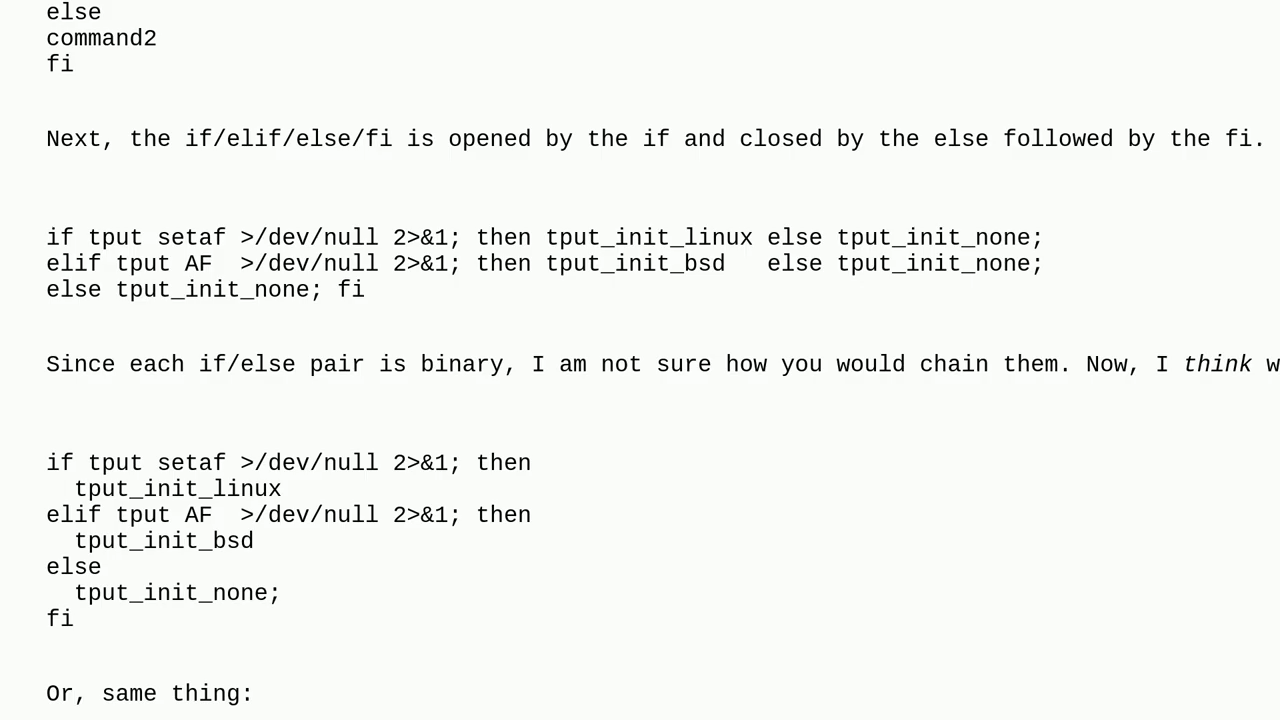 else
command2
fi
Next, the if/elif/else/fi is opened by the if and closed by the else followed by the fi.
if tput setaf >/dev/null 2>&1; then tput_init_linux else tput_init_none;
elif tput AF  >/dev/null 2>&1; then tput_init_bsd   else tput_init_none;
else tput_init_none; fi
Since each if/else pair is binary, I am not sure how you would chain them. Now, I think
if tput setaf >/dev/null 2>&1; then
  tput_init_linux
elif tput AF  >/dev/null 2>&1; then
  tput_init_bsd
else
  tput_init_none;
fi
Or, same thing: